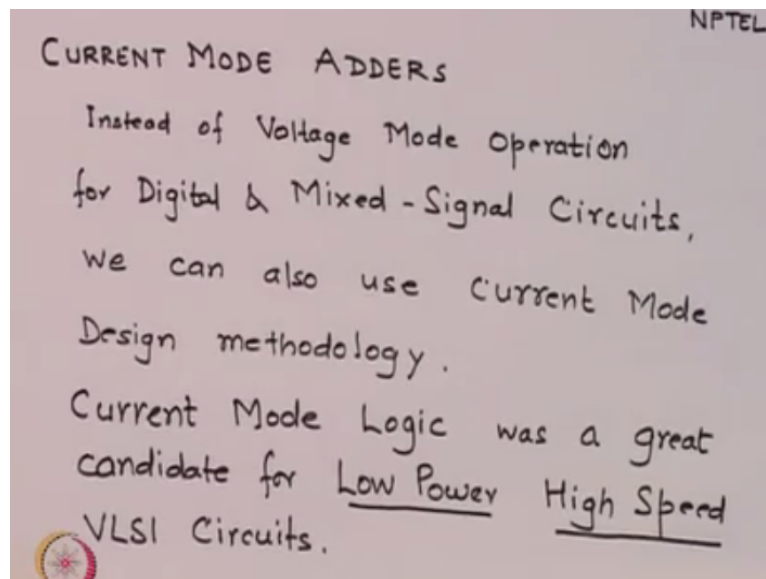 NPTEL
CURRENT MODE ADDERS
Instead of Voltage Mode Operation
for Digital & Mixed-Signal Circuits,
we can also use Current Mode
Design methodology.
Current Mode Logic was a great
candidate for Low Power High Speed
VLSI Circuits.